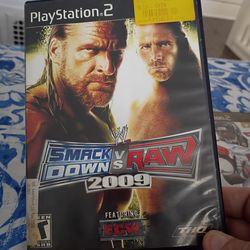 PlayStation 2
W
SMACK
DOWN VS RAW
2009
FEATURING
ECW
THQ